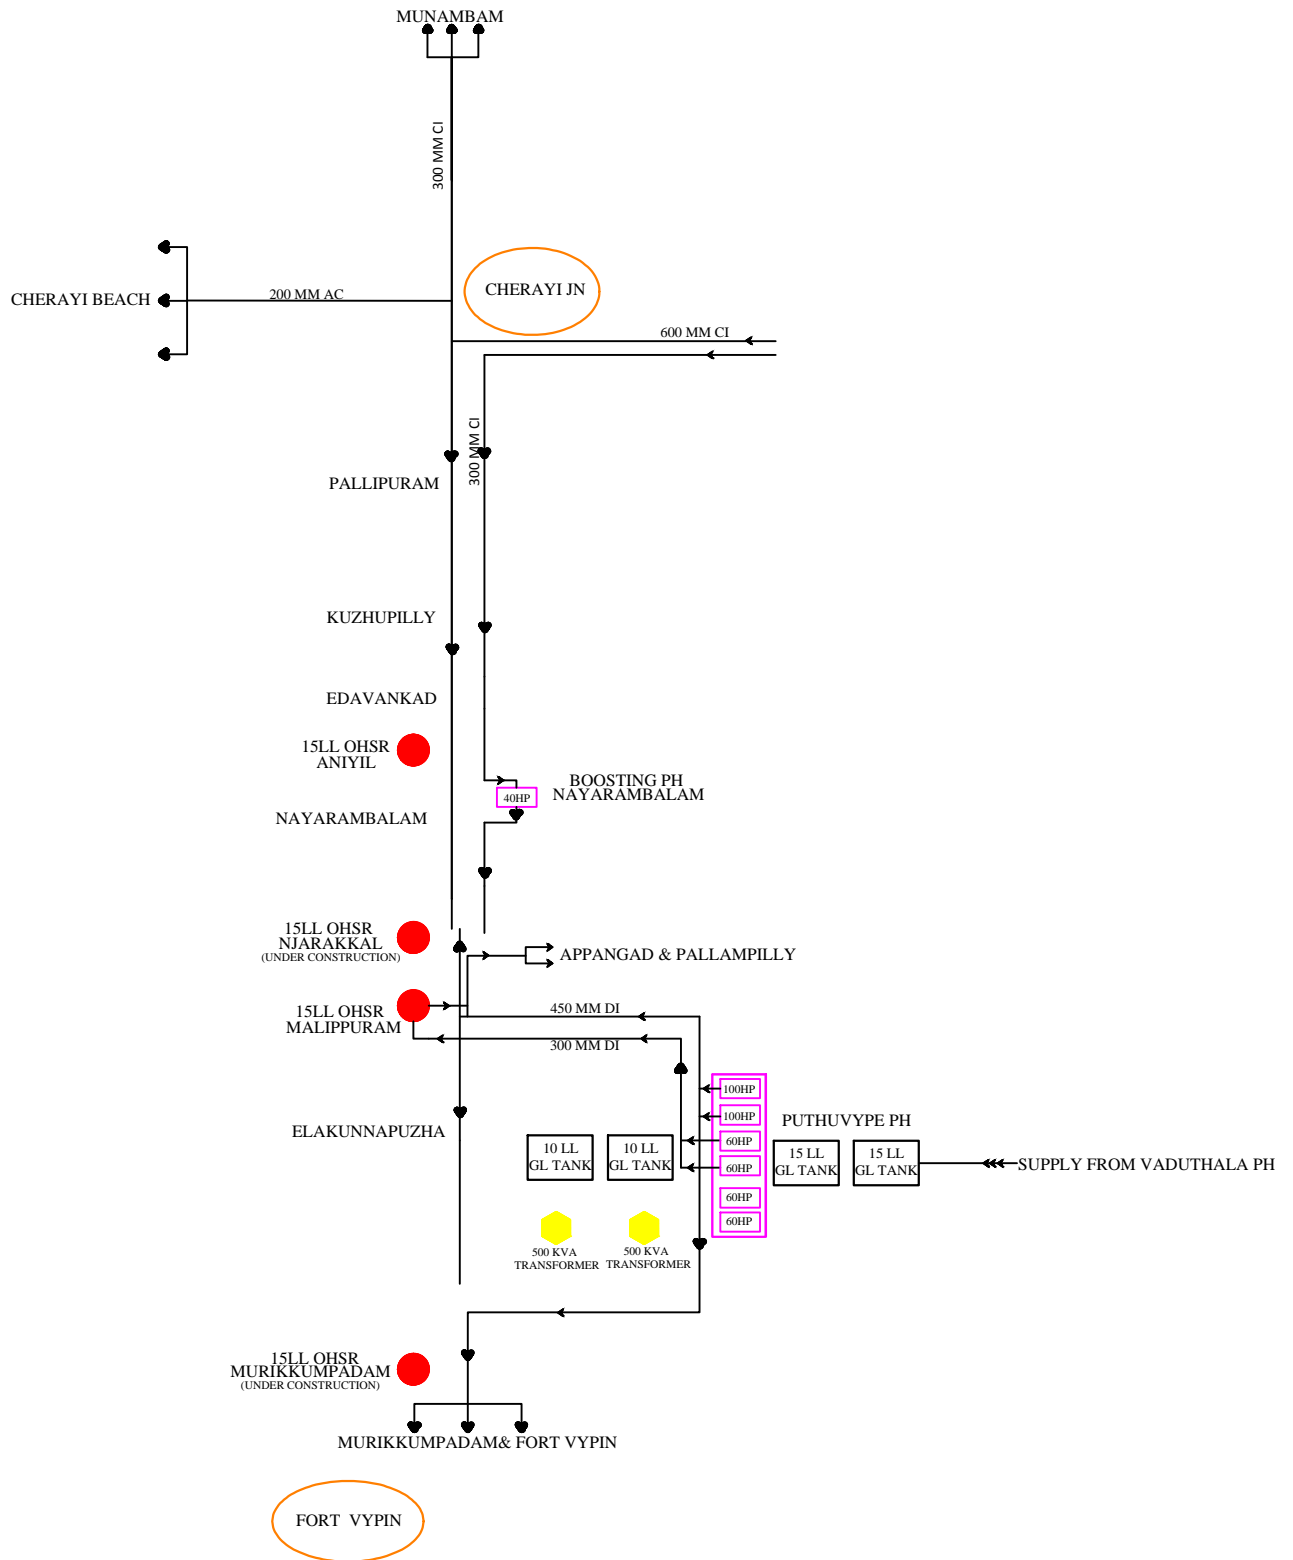 MUNAMBAM
300 MM CI
CHERAYI JN
CHERAYI BEACH
200 MM AC
600 MM CI
300 MM CI
PALLIPURAM
KUZHUPILLY
EDAVANKAD
15LL OHSR
ANIYIL
BOOSTING PH
NAYARAMBALAM
40HP
NAYARAMBALAM
15LL OHSR
NJARAKKAL
(UNDER CONSTRUCTION)
APPANGAD & PALLAMPILLY
15LL OHSR
MALIPPURAM
450 MM DI
300 MM DI
100HP
100HP
60HP
60HP
60HP
60HP
PUTHUVYPE PH
ELAKUNNAPUZHA
10 LL
GL TANK
10 LL
GL TANK
15 LL
GL TANK
15 LL
GL TANK
SUPPLY FROM VADUTHALA PH
500 KVA
TRANSFORMER
500 KVA
TRANSFORMER
15LL OHSR
MURIKKUMPADAM
(UNDER CONSTRUCTION)
MURIKKUMPADAM& FORT VYPIN
FORT VYPIN